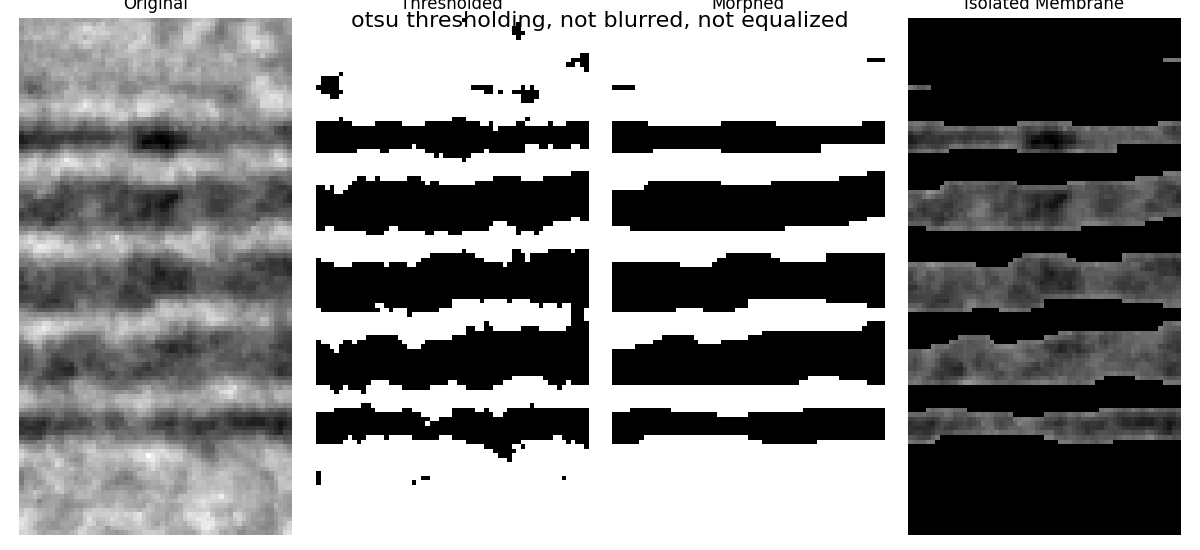 Original
Thresholded
Morphed
Isolated Membrane
otsu thresholding, not blurred, not equalized